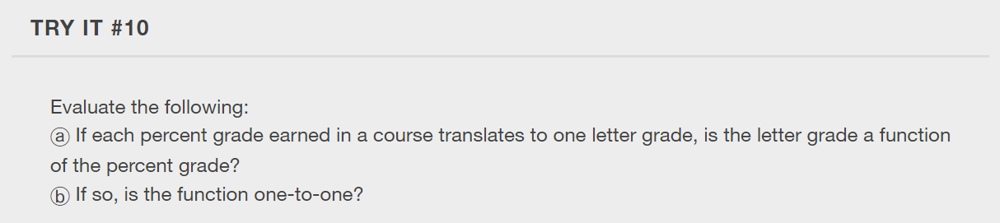 TRY IT #10
Evaluate the following:
ⓐ If each percent grade earned in a course translates to one letter grade, is the letter grade a function
of the percent grade?
ⓑ If so, is the function one-to-one?